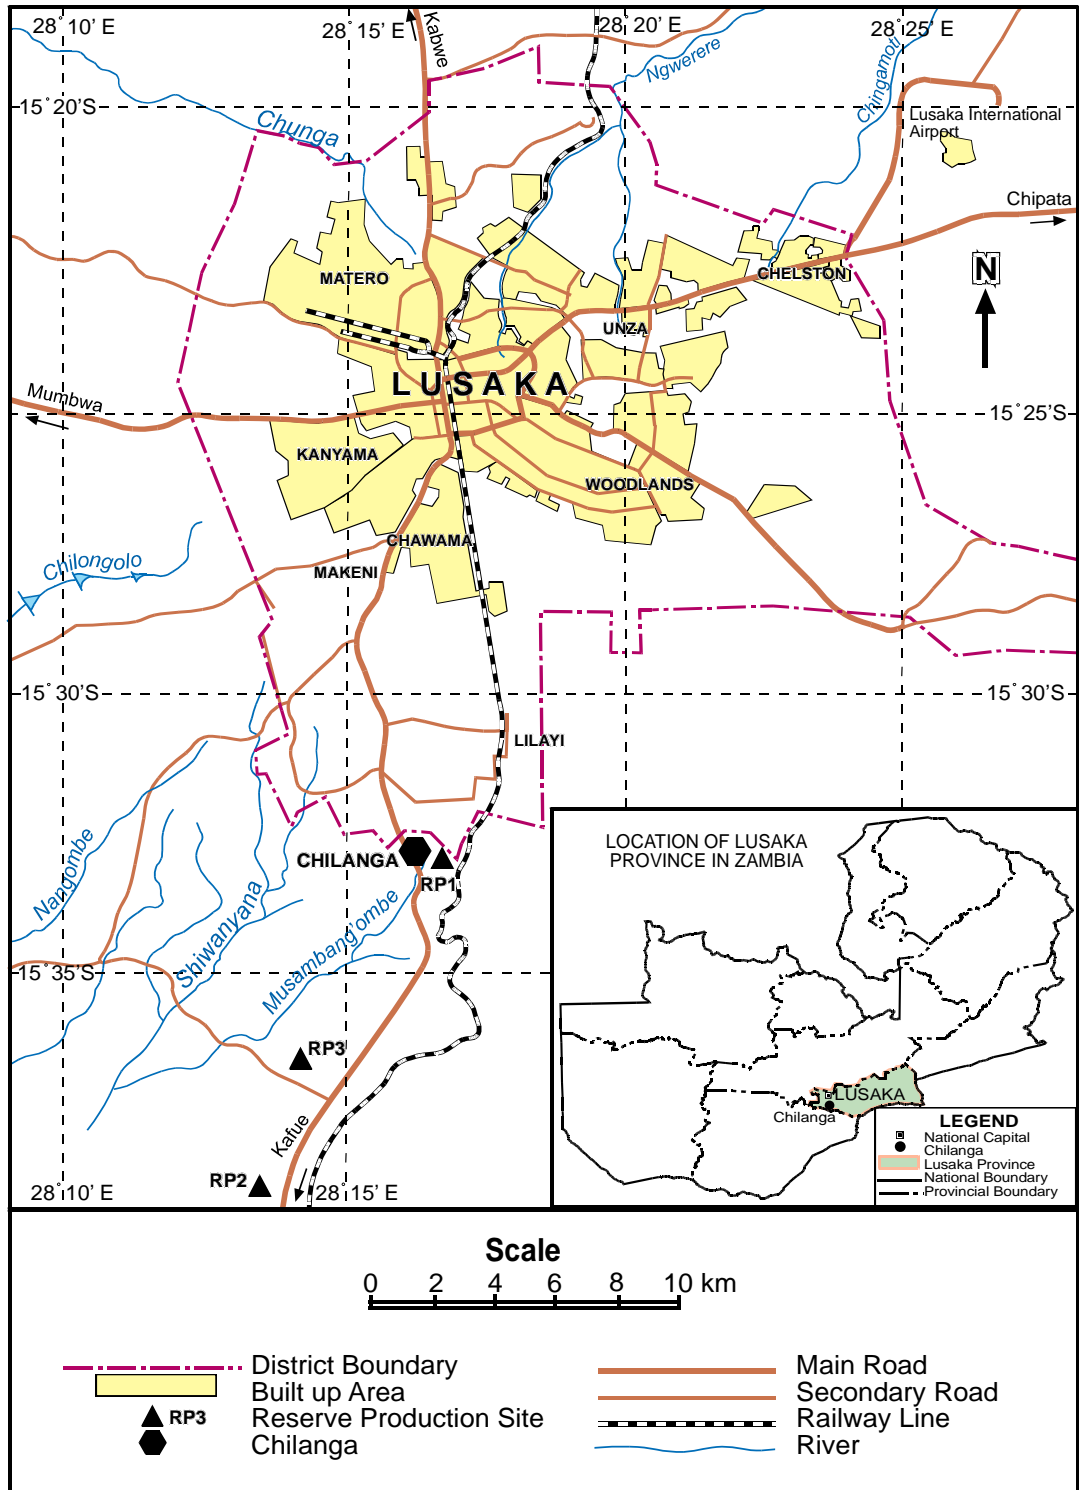 28° 10' E
28° 15' E
28° 20' E
28° 25' E
Kabwe
Ngwerere
Chingamoti
15° 20'S
Chunga
Lusaka International
Airport
Chipata
N
MATERO
CHELSTON
UNZA
LUSAKA
Mumbwa
15° 25'S
KANYAMA
WOODLANDS
CHAWAMA
Chilongolo
MAKENI
15° 30'S
15° 30'S
LILAYI
Nangombe
CHILANGA
RP1
Shiwanyana
Musambang'ombe
15° 35'S
RP3
Kafue
RP2
28° 10' E
28° 15' E
LOCATION OF LUSAKA
PROVINCE IN ZAMBIA
LUSAKA
Chilanga
LEGEND
National Capital
Chilanga
Lusaka Province
National Boundary
Provincial Boundary
Scale
0 2 4 6 8 10 km
District Boundary
Built up Area
RP3 Reserve Production Site
Chilanga
Main Road
Secondary Road
Railway Line
River